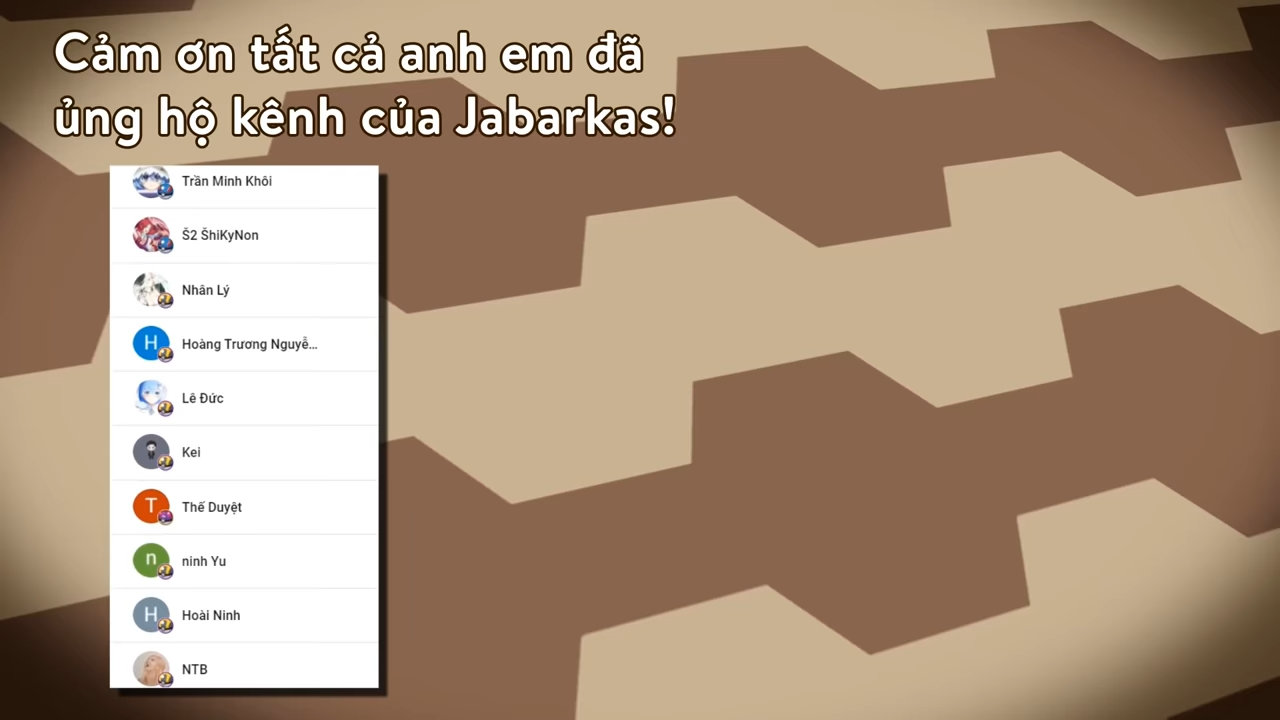 Cảm ơn tất cả anh em đã
ủng hộ kênh của Jabarkas!
Trần Minh Khôi
Š2 ŠhiKyNon
Nhân Lý
H
Hoàng Trương Nguyễ...
Lê Đức
Kei
T
Thế Duyệt
n
ninh Yu
H
Hoài Ninh
NTB